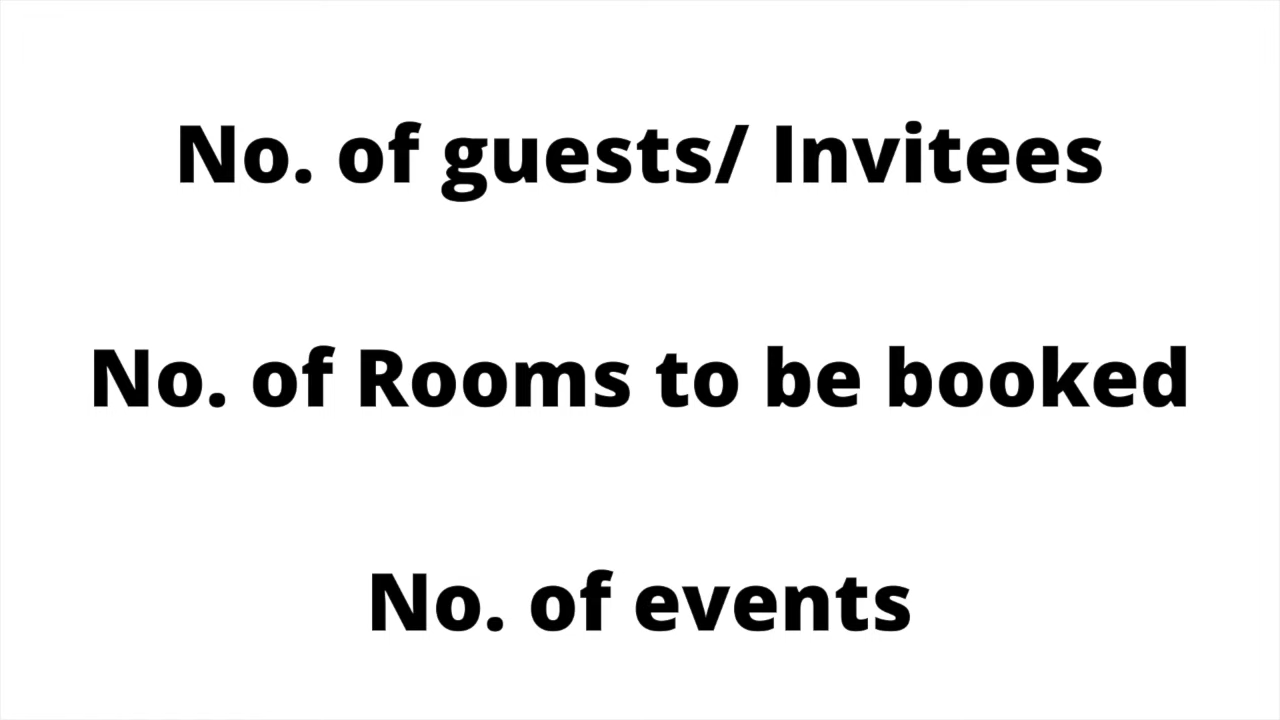 No. of guests/ Invitees
No. of Rooms to be booked
No. of events